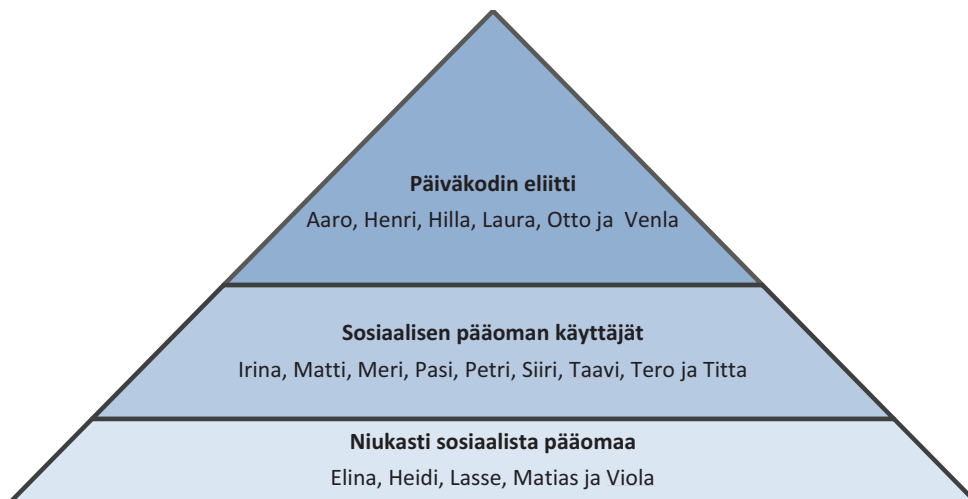 Päiväkodin eliitti
Aaro, Henri, Hilla, Laura, Otto ja Venla
Sosiaalisen pääoman käyttäjät
Irina, Matti, Meri, Pasi, Petri, Siiri, Taavi, Tero ja Titta
Niukasti sosiaalista pääomaa
Elina, Heidi, Lasse, Matias ja Viola